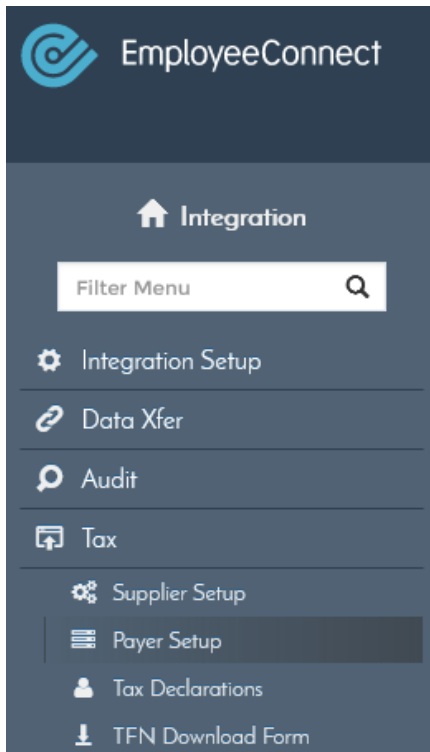 EmployeeConnect
Integration
Filter Menu
Integration Setup
Data Xfer
Audit
Tax
Supplier Setup
Payer Setup
Tax Declarations
TFN Download Form